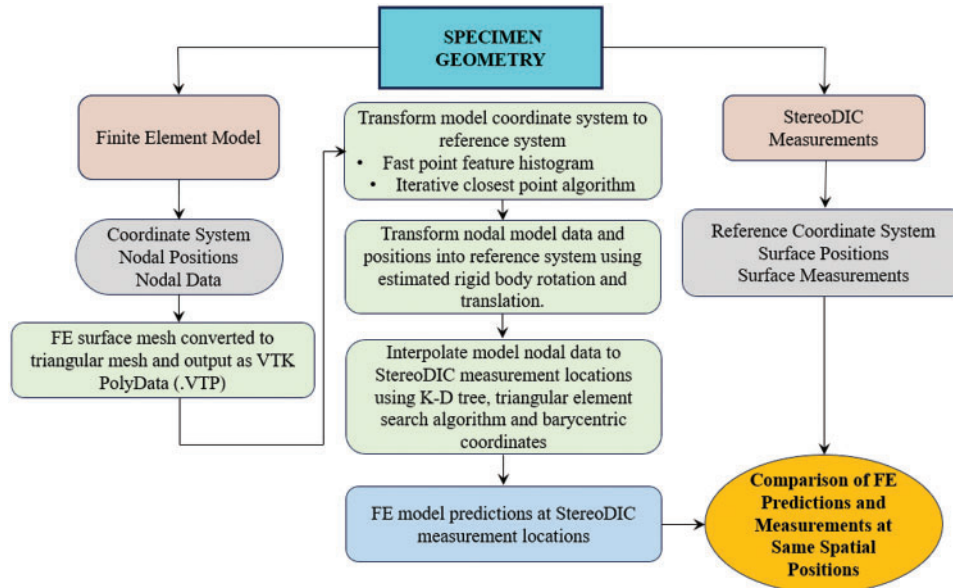 SPECIMEN
GEOMETRY
Finite Element Model
Coordinate System
Nodal Positions
Nodal Data
FE surface mesh converted to
triangular mesh and output as VTK
PolyData (.VTP)
Transform model coordinate system to
reference system
• Fast point feature histogram
• Iterative closest point algorithm
Transform nodal model data and
positions into reference system using
estimated rigid body rotation and
translation.
Interpolate model nodal data to
StereoDIC measurement locations
using K-D tree, triangular element
search algorithm and barycentric
coordinates
FE model predictions at StereoDIC
measurement locations
StereoDIC
Measurements
Reference Coordinate System
Surface Positions
Surface Measurements
Comparison of FE
Predictions and
Measurements at
Same Spatial
Positions